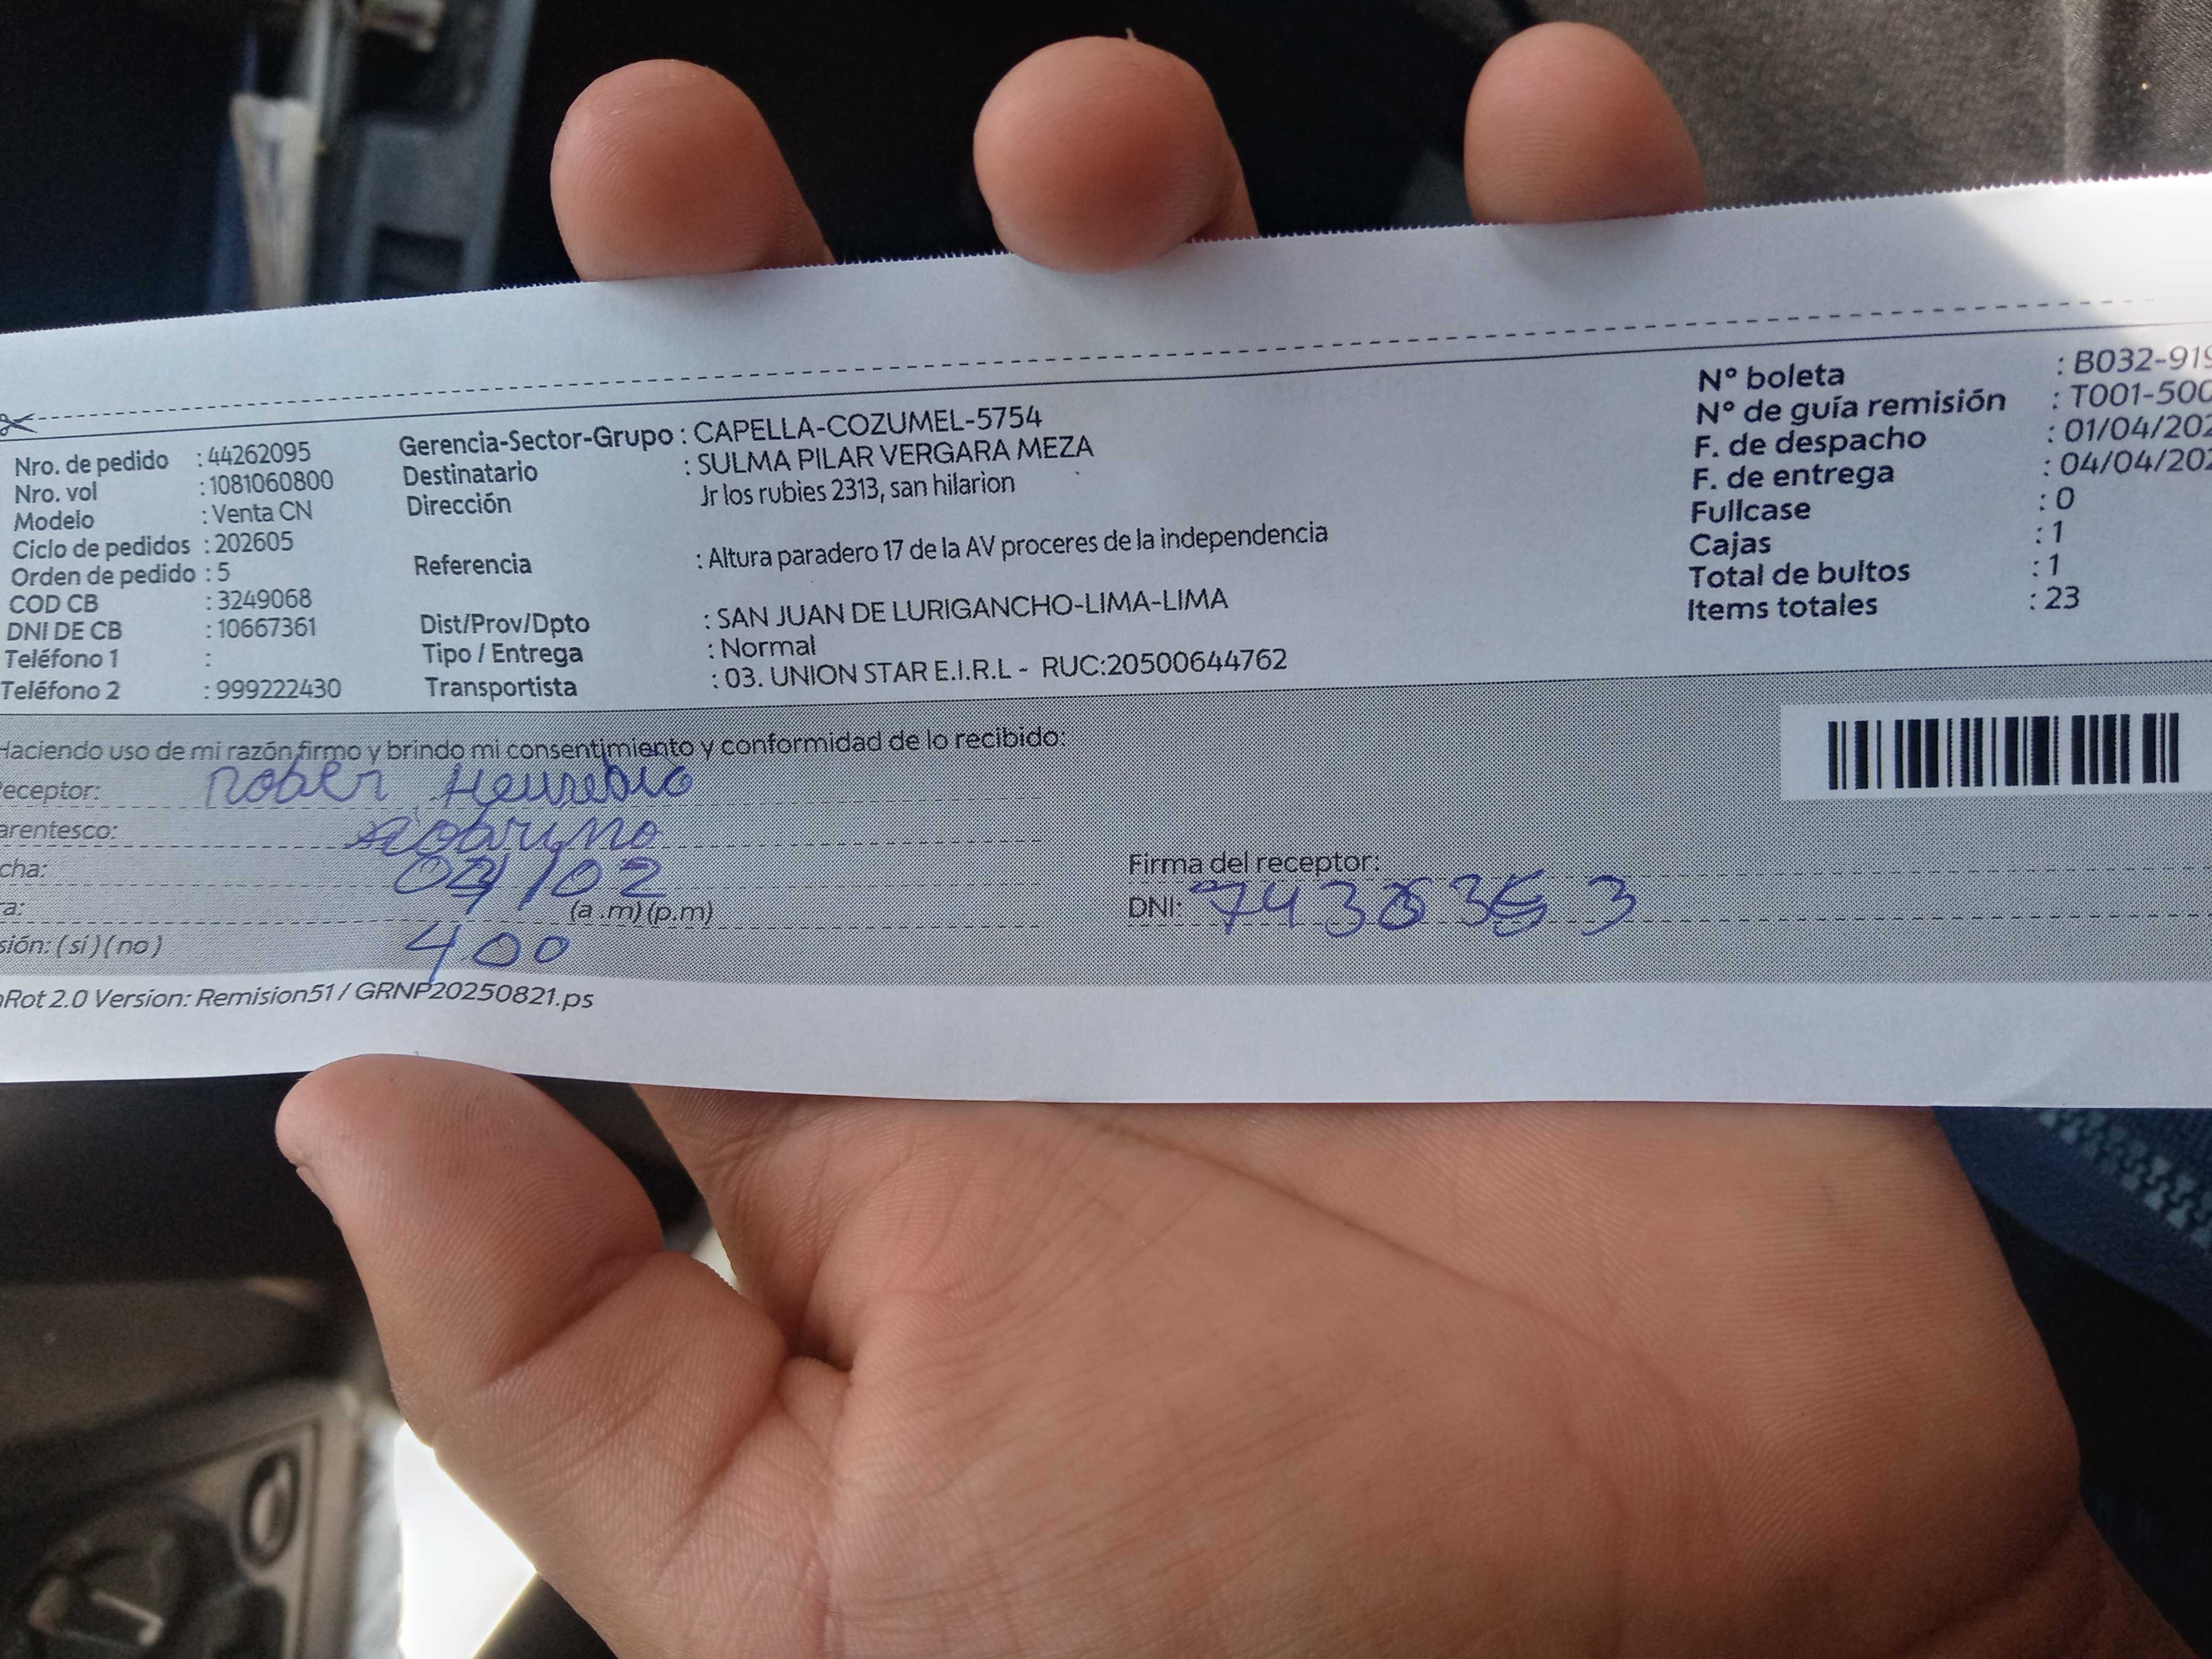 Nro. de pedido : 44262095
Nro. vol : 1081060800
Modelo : Venta CN
Ciclo de pedidos : 202605
Orden de pedido : 5
COD CB : 3249068
DNI DE CB : 10667361
Teléfono 1 :
Teléfono 2 : 999222430
Gerencia-Sector-Grupo : CAPELLA-COZUMEL-5754
Destinatario : SULMA PILAR VERGARA MEZA
Dirección Jr los rubies 2313, san hilarion
Referencia : Altura paradero 17 de la AV proceres de la independencia
Dist/Prov/Dpto : SAN JUAN DE LURIGANCHO-LIMA-LIMA
Tipo / Entrega : Normal
Transportista : 03. UNION STAR E.I.R.L - RUC:20500644762
N° boleta : B032-919
N° de guía remisión : T001-500
F. de despacho : 01/04/202
F. de entrega : 04/04/202
Fullcase : 0
Cajas : 1
Total de bultos : 1
Items totales : 23
Haciendo uso de mi razón firmo y brindo mi consentimiento y conformidad de lo recibido:
eceptor: Rober
arentesco: sobrino
cha: /02
a: (a.m) (p.m)
sión: (sí) (no) 400
Firma del receptor:
DNI:
Rot 2.0 Version: Remision51 / GRNP20250821.ps